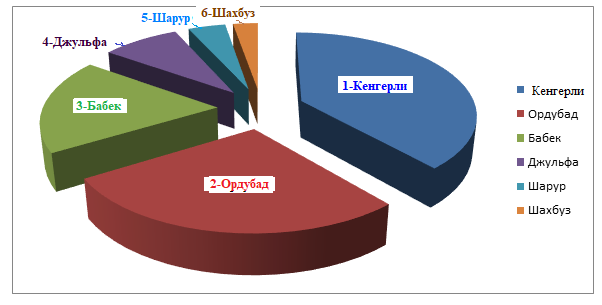 6-Шахбуз
5-Шарур
4-Джульфа
1-Кенгерли
3-Бабек
2-Ордубад
Кенгерли
Ордубад
Бабек
Джульфа
Шарур
Шахбуз